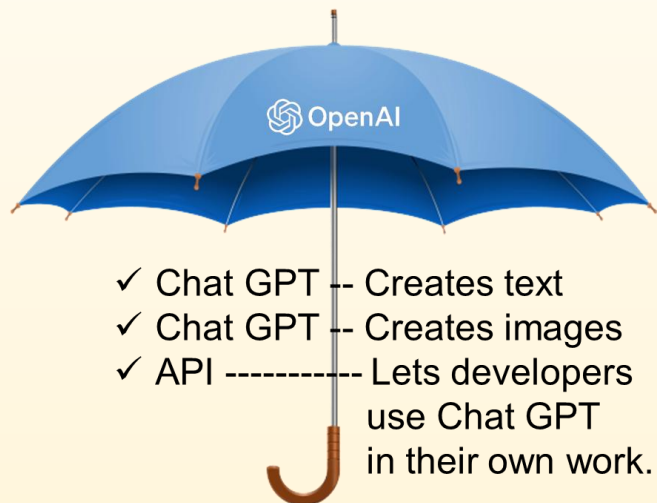 OpenAI
✓ Chat GPT -- Creates text
✓ Chat GPT -- Creates images
✓ API ----------- Lets developers
use Chat GPT
in their own work.